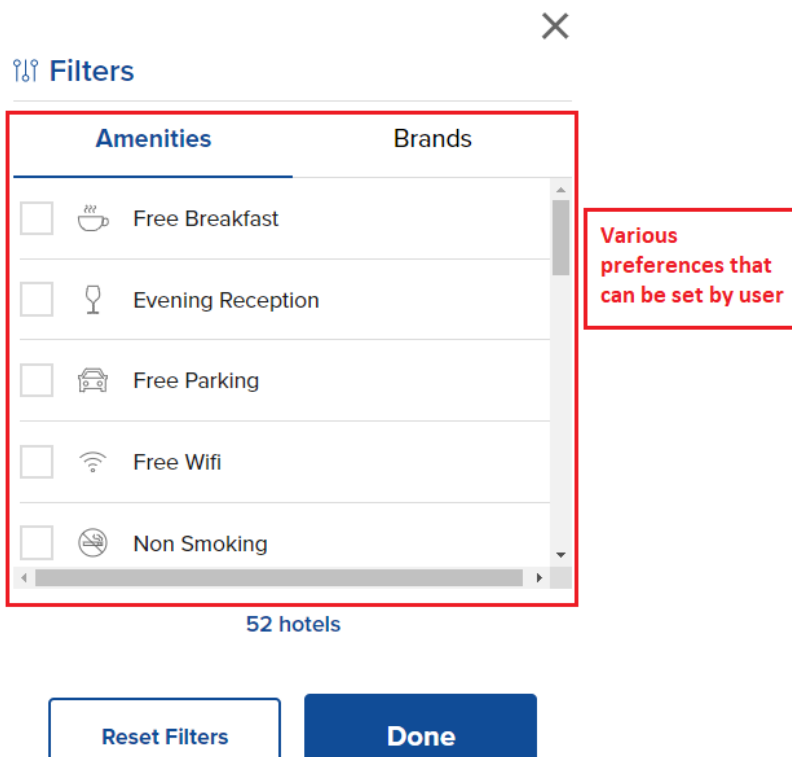 Filters
Amenities
Brands
Free Breakfast
Evening Reception
Free Parking
Free Wifi
Non Smoking
Various
preferences that
can be set by user
52 hotels
Reset Filters
Done